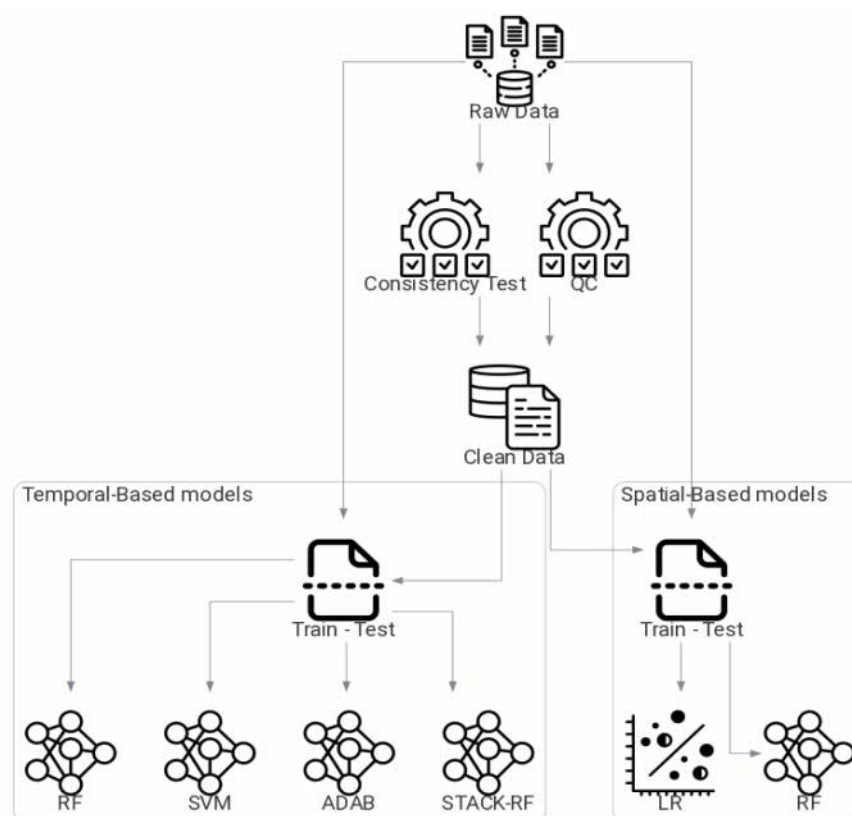 Raw Data
Consistency Test
QC
Clean Data
Temporal-Based models
Spatial-Based models
Train - Test
Train - Test
RF
SVM
ADAB
STACK-RF
LR
RF